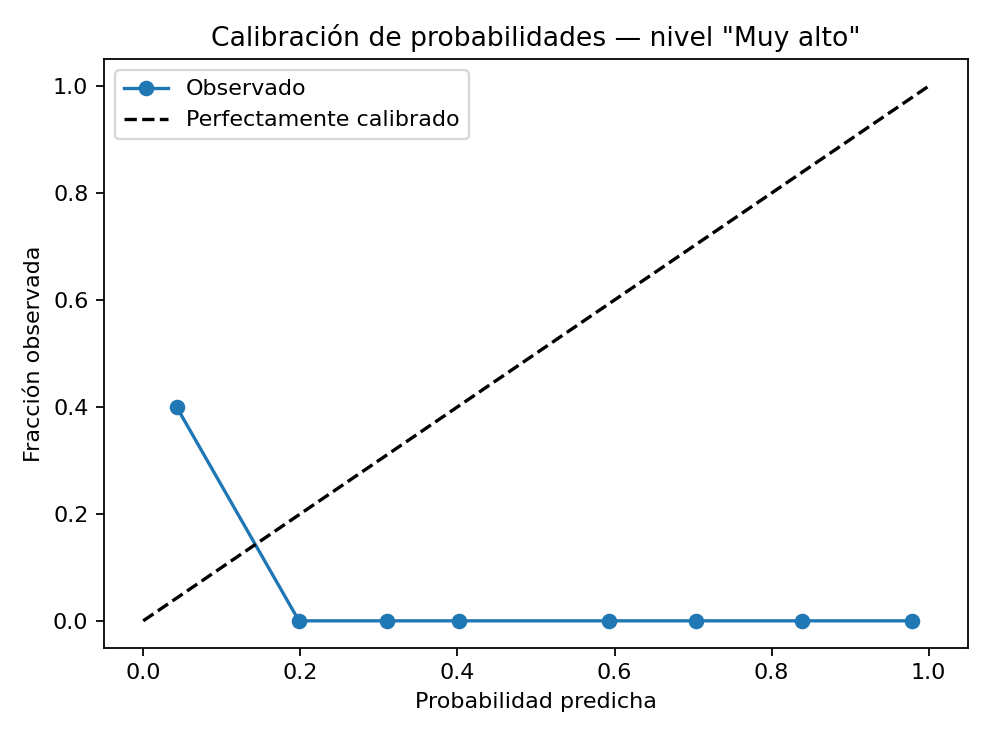 Calibración de probabilidades — nivel "Muy alto"
Observado
Perfectamente calibrado
Fracción observada
1.0
0.8
0.6
0.4
0.2
0.0
0.0 0.2 0.4 0.6 0.8 1.0
Probabilidad predicha